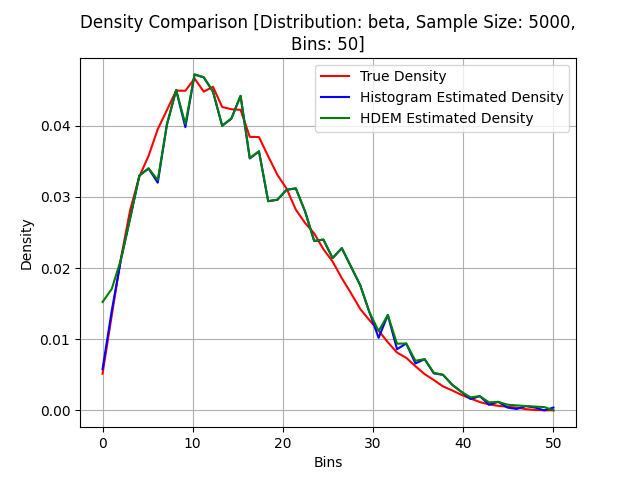 Density Comparison [Distribution: beta, Sample Size: 5000,
Bins: 50]
True Density
Histogram Estimated Density
HDEM Estimated Density
Density
0.04
0.03
0.02
0.01
0.00
0 10 20 30 40 50
Bins